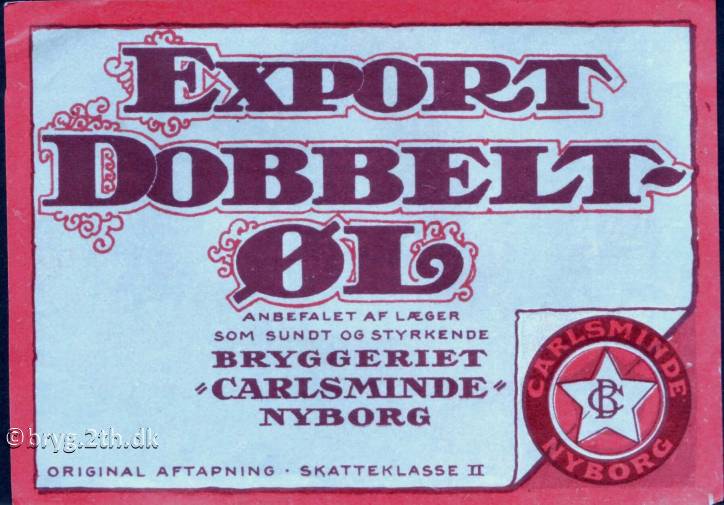 EXPORT
DOBBELT-
ØL
ANBEFALET AF LÆGER
SOM SUNDT OG STYRKENDE
BRYGGERIET
"CARLSMINDE"
NYBORG
ORIGINAL AFTAPNING · SKATTEKLASSE II
CARLSMINDE
BC
NYBORG
© bryg.2th.dk